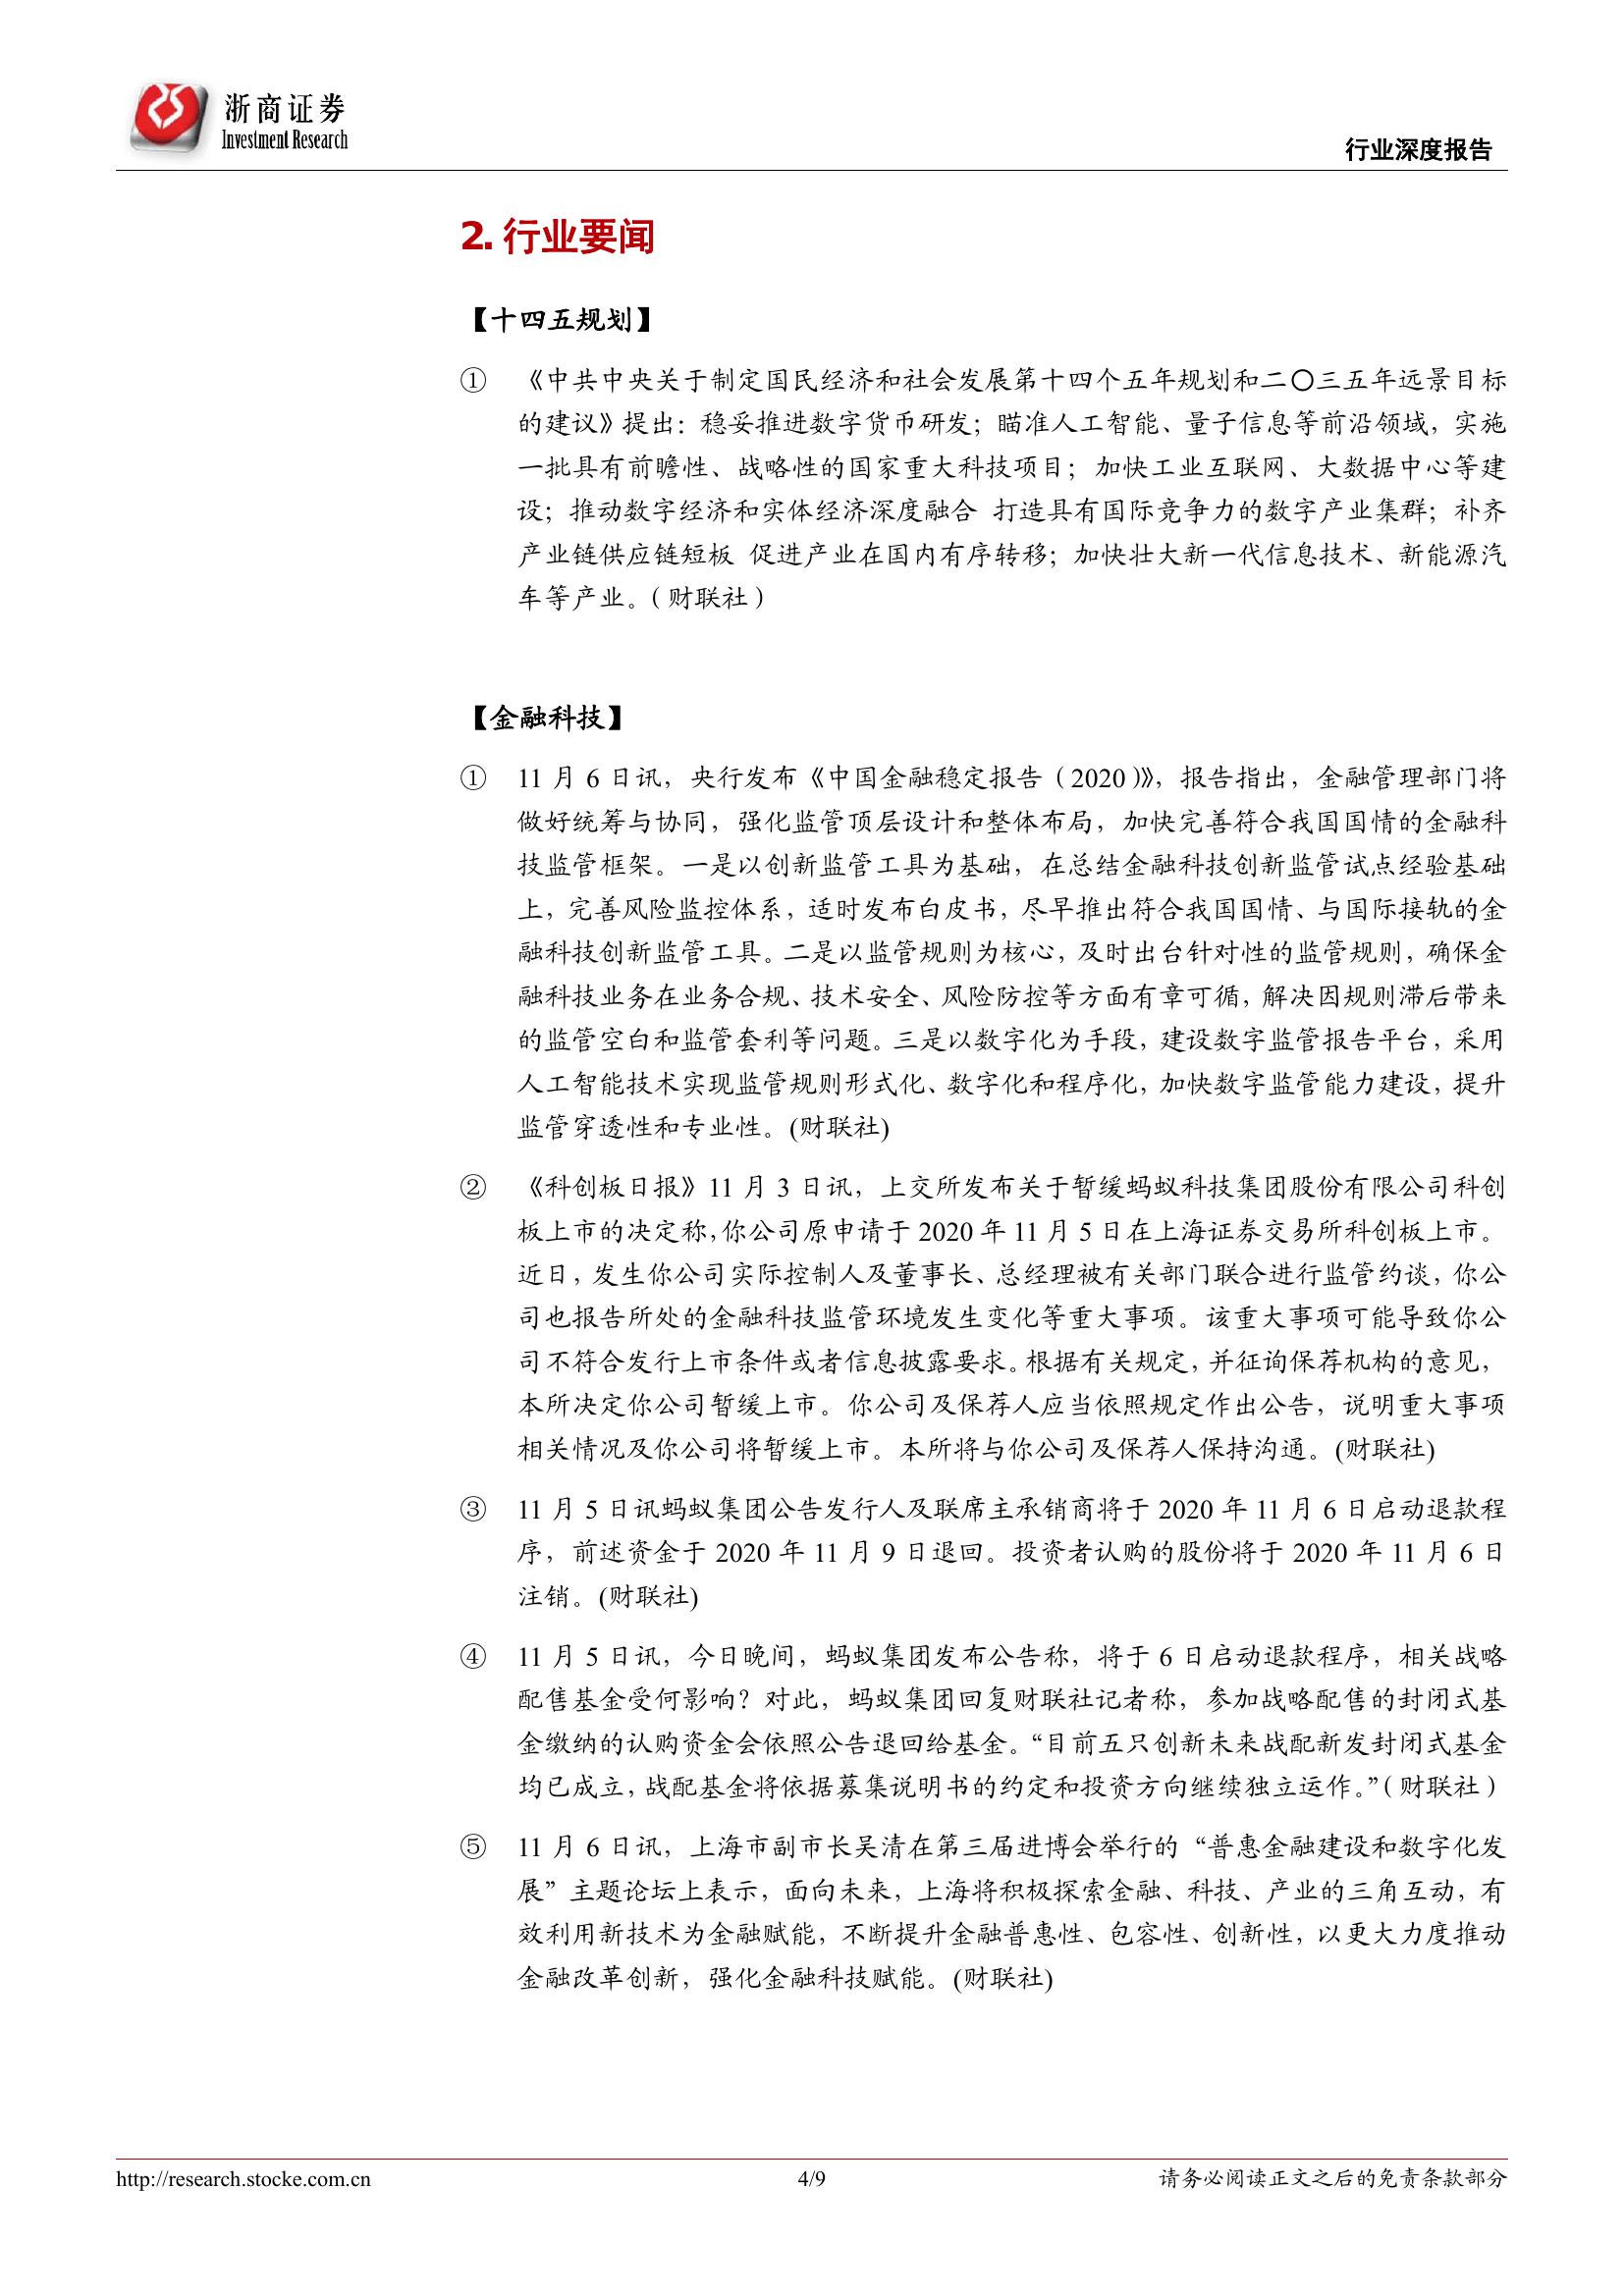 浙商证券
Investment Research
行业深度报告
2. 行业要闻
【十四五规划】
① 《中共中央关于制定国民经济和社会发展第十四个五年规划和二〇三五年远景目标
的建议》提出：稳妥推进数字货币研发；瞄准人工智能、量子信息等前沿领域，实施
一批具有前瞻性、战略性的国家重大科技项目；加快工业互联网、大数据中心等建
设；推动数字经济和实体经济深度融合 打造具有国际竞争力的数字产业集群；补齐
产业链供应链短板 促进产业在国内有序转移；加快壮大新一代信息技术、新能源汽
车等产业。（财联社）
【金融科技】
① 11 月 6 日讯，央行发布《中国金融稳定报告（2020）》，报告指出，金融管理部门将
做好统筹与协同，强化监管顶层设计和整体布局，加快完善符合我国国情的金融科
技监管框架。一是以创新监管工具为基础，在总结金融科技创新监管试点经验基础
上，完善风险监控体系，适时发布白皮书，尽早推出符合我国国情、与国际接轨的金
融科技创新监管工具。二是以监管规则为核心，及时出台针对性的监管规则，确保金
融科技业务在业务合规、技术安全、风险防控等方面有章可循，解决因规则滞后带来
的监管空白和监管套利等问题。三是以数字化为手段，建设数字监管报告平台，采用
人工智能技术实现监管规则形式化、数字化和程序化，加快数字监管能力建设，提升
监管穿透性和专业性。(财联社)
② 《科创板日报》11 月 3 日讯，上交所发布关于暂缓蚂蚁科技集团股份有限公司科创
板上市的决定称，你公司原申请于 2020 年 11 月 5 日在上海证券交易所科创板上市。
近日，发生你公司实际控制人及董事长、总经理被有关部门联合进行监管约谈，你公
司也报告所处的金融科技监管环境发生变化等重大事项。该重大事项可能导致你公
司不符合发行上市条件或者信息披露要求。根据有关规定，并征询保荐机构的意见，
本所决定你公司暂缓上市。你公司及保荐人应当依照规定作出公告，说明重大事项
相关情况及你公司将暂缓上市。本所将与你公司及保荐人保持沟通。(财联社)
③ 11 月 5 日讯蚂蚁集团公告发行人及联席主承销商将于 2020 年 11 月 6 日启动退款程
序，前述资金于 2020 年 11 月 9 日退回。投资者认购的股份将于 2020 年 11 月 6 日
注销。(财联社)
④ 11 月 5 日讯，今日晚间，蚂蚁集团发布公告称，将于 6 日启动退款程序，相关战略
配售基金受何影响？对此，蚂蚁集团回复财联社记者称，参加战略配售的封闭式基
金缴纳的认购资金会依照公告退回给基金。“目前五只创新未来战配新发封闭式基金
均已成立，战配基金将依据募集说明书的约定和投资方向继续独立运作。”（财联社）
⑤ 11 月 6 日讯，上海市副市长吴清在第三届进博会举行的“普惠金融建设和数字化发
展”主题论坛上表示，面向未来，上海将积极探索金融、科技、产业的三角互动，有
效利用新技术为金融赋能，不断提升金融普惠性、包容性、创新性，以更大力度推动
金融改革创新，强化金融科技赋能。(财联社)
http://research.stocke.com.cn
4/9
请务必阅读正文之后的免责条款部分